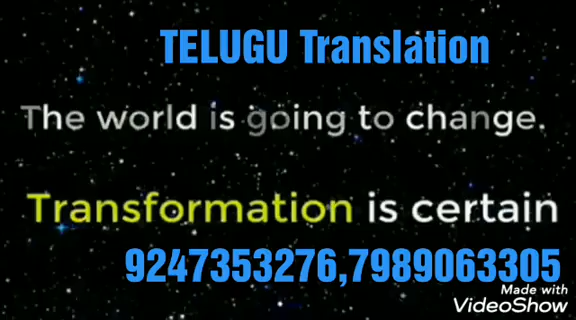 TELUGU Translation
The world is going to change.
Transformation is certain
9247353276,7989063305
Made with
VideoShow